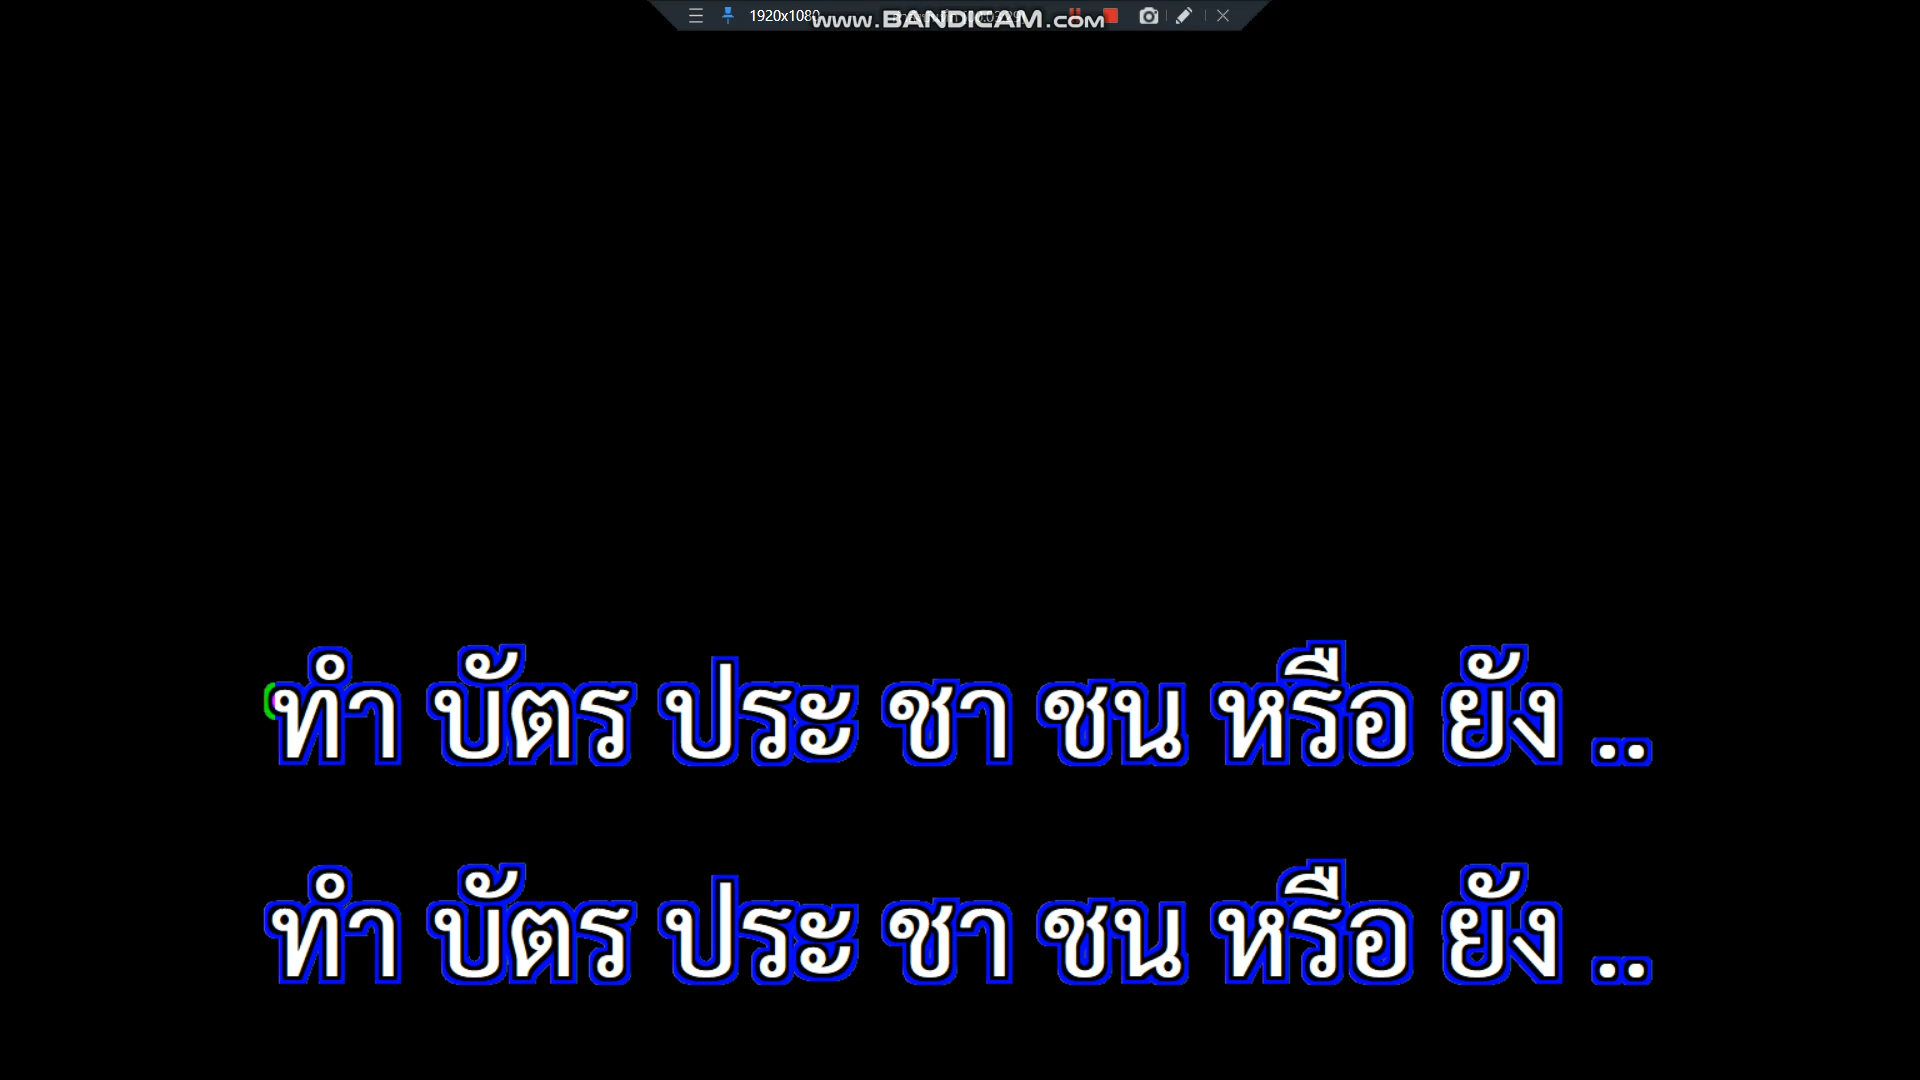 1920x1080
www.BANDICAM.com
ทำ บัตร ประ ชา ชน หรือ ยัง ..
ทำ บัตร ประ ชา ชน หรือ ยัง ..